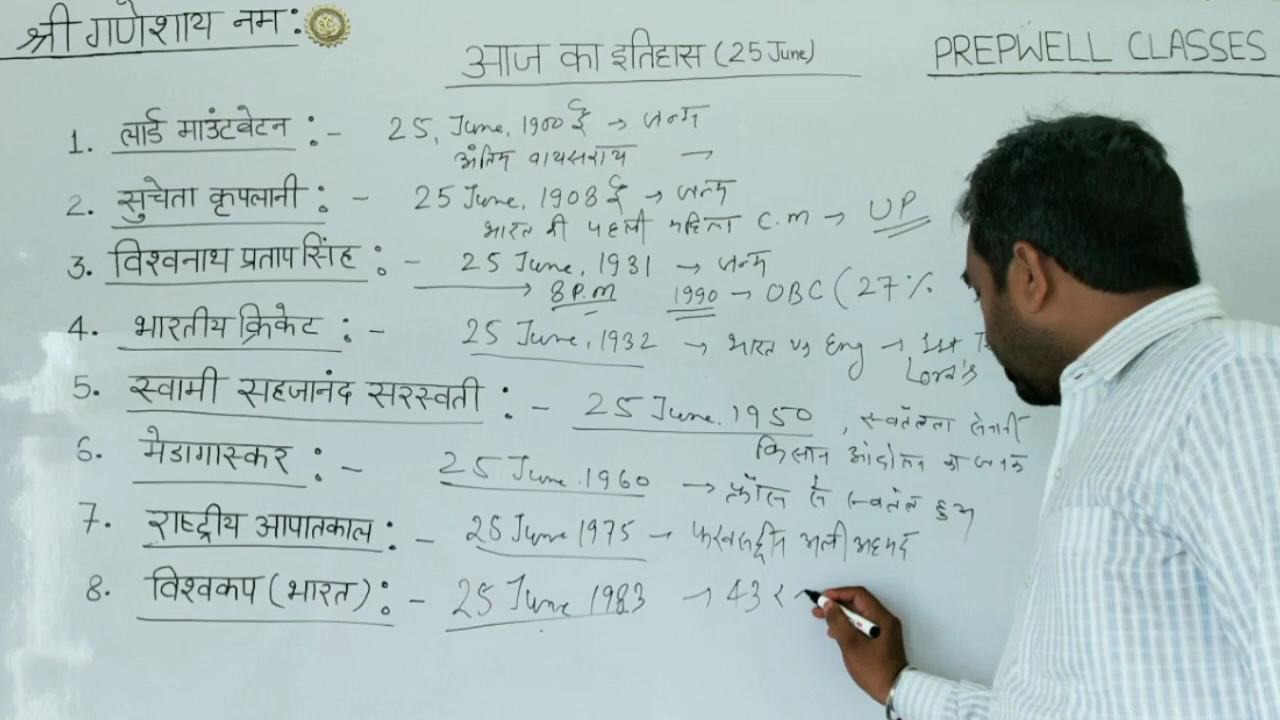 श्री गणेशाय नमः
आज का इतिहास (25 June)
PREPWELL CLASSES
1. लार्ड माउंटवेटन :- 25, June, 1900 ई → जन्म
अंतिम वायसराय →
2. सुचेता कृपलानी :- 25 June, 1908 ई → जन्म
भारत की पहली महिला C.M → UP
3. विश्वनाथ प्रताप सिंह :- 25 June, 1931 → जन्म
→ 8 P.M 1990 → OBC (27%
4. भारतीय क्रिकेट :- 25 June, 1932 → भारत vs Eng → 1st
Lord's
5. स्वामी सहजानंद सरस्वती :- 25 June. 1950, स्वतंत्रता सेनानी
किसान आंदोलन का जनक
6. मेडागास्कर :- 25 June. 1960 → फ्रांस से स्वतंत्र हुआ
7. राष्ट्रीय आपातकाल :- 25 June 1975 → फखरुद्दीन अली अहमद
8. विश्वकप (भारत) :- 25 June 1983 → 43 र